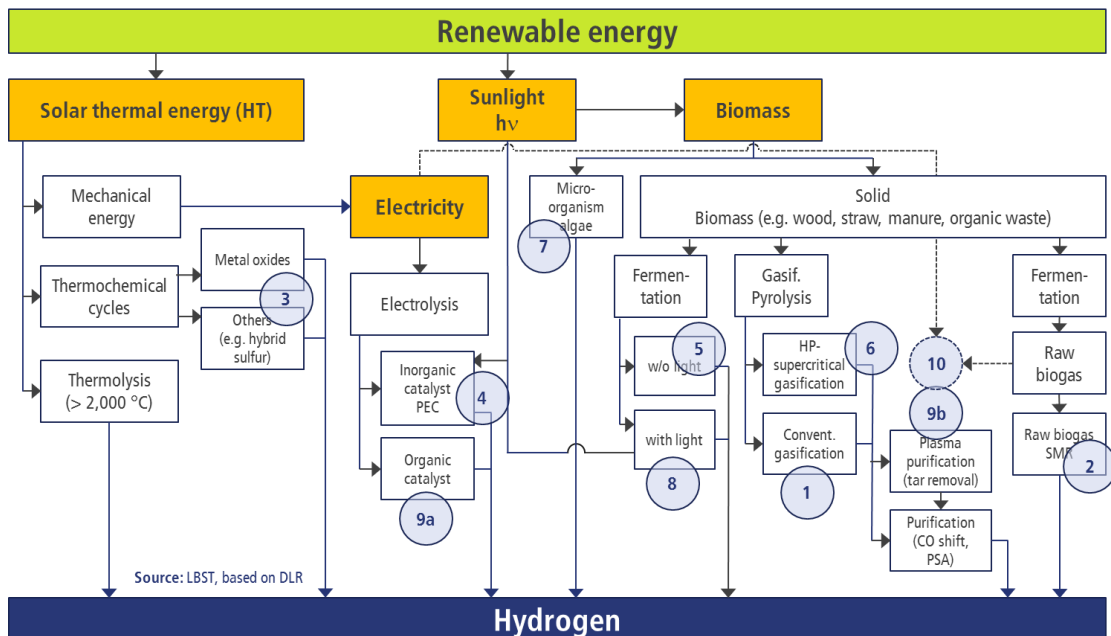 Renewable energy
Solar thermal energy (HT)
Sunlight
hν
Biomass
Mechanical
energy
Electricity
Micro-
organism
algae
7
Solid
Biomass (e.g. wood, straw, manure, organic waste)
Thermochemical
cycles
Metal oxides
3
Others
(e.g. hybrid
sulfur)
Electrolysis
Fermen-
tation
Gasif.
Pyrolysis
Fermen-
tation
Thermolysis
(> 2,000 °C)
Inorganic
catalyst
PEC
4
w/o light
5
HP-
supercritical
gasification
6
10
Raw
biogas
Organic
catalyst
9a
with light
8
Convent.
gasification
1
9b
Plasma
purification
(tar removal)
Raw biogas
SMR
2
Purification
(CO shift,
PSA)
Source: LBST, based on DLR
Hydrogen